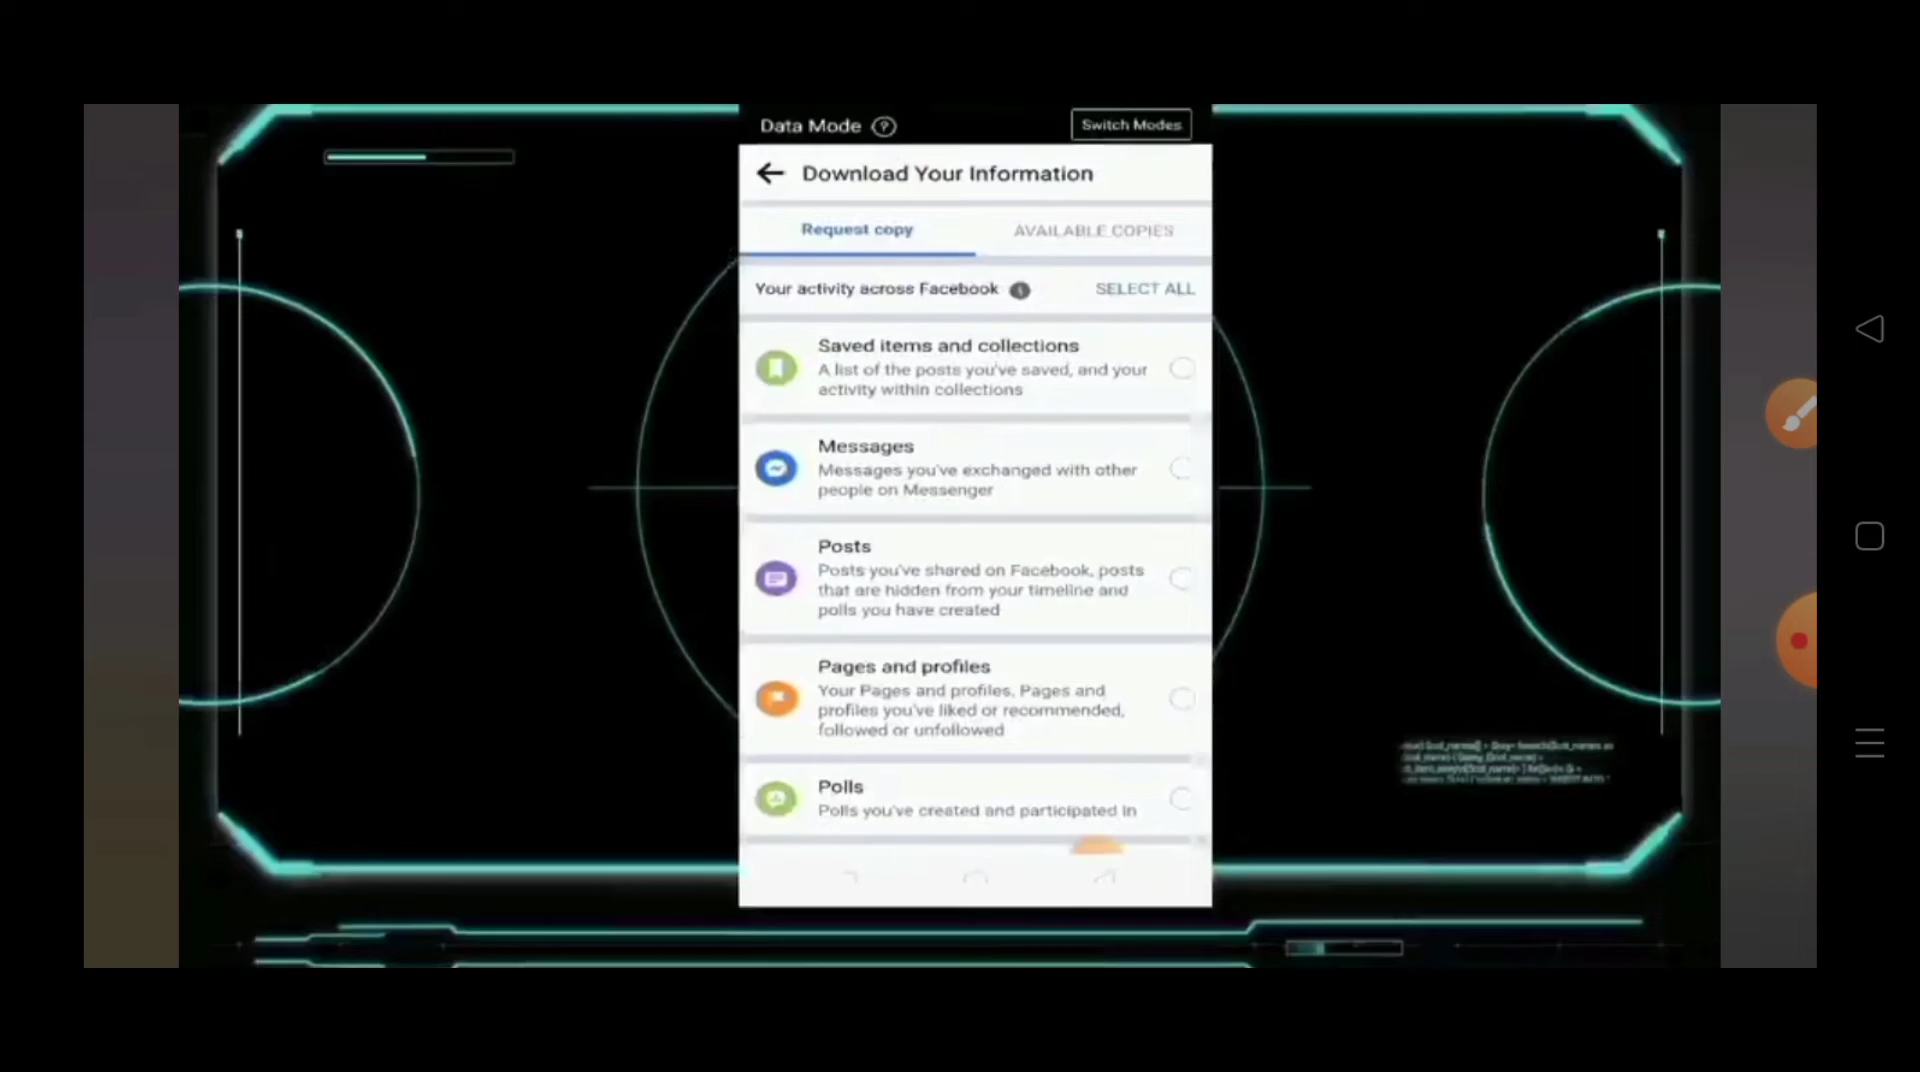 Data Mode
Switch Modes
Download Your Information
Request copy
AVAILABLE COPIES
Your activity across Facebook
SELECT ALL
Saved items and collections
A list of the posts you've saved, and your
activity within collections
Messages
Messages you've exchanged with other
people on Messenger
Posts
Posts you've shared on Facebook, posts
that are hidden from your timeline and
polls you have created
Pages and profiles
Your Pages and profiles, Pages and
profiles you've liked or recommended,
followed or unfollowed
Polls
Polls you've created and participated in